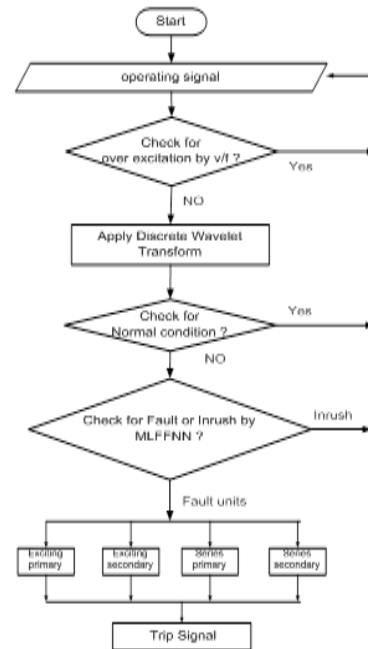 Start
operating signal
Check for
over excitation by v/f ?
Yes
NO
Apply Discrete Wavelet
Transform
Check for
Normal condition ?
Yes
NO
Check for Fault or Inrush by
MLFFNN ?
Inrush
Fault units
Exciting
primary
Exciting
secondary
Series
primary
Series
secondary
Trip Signal